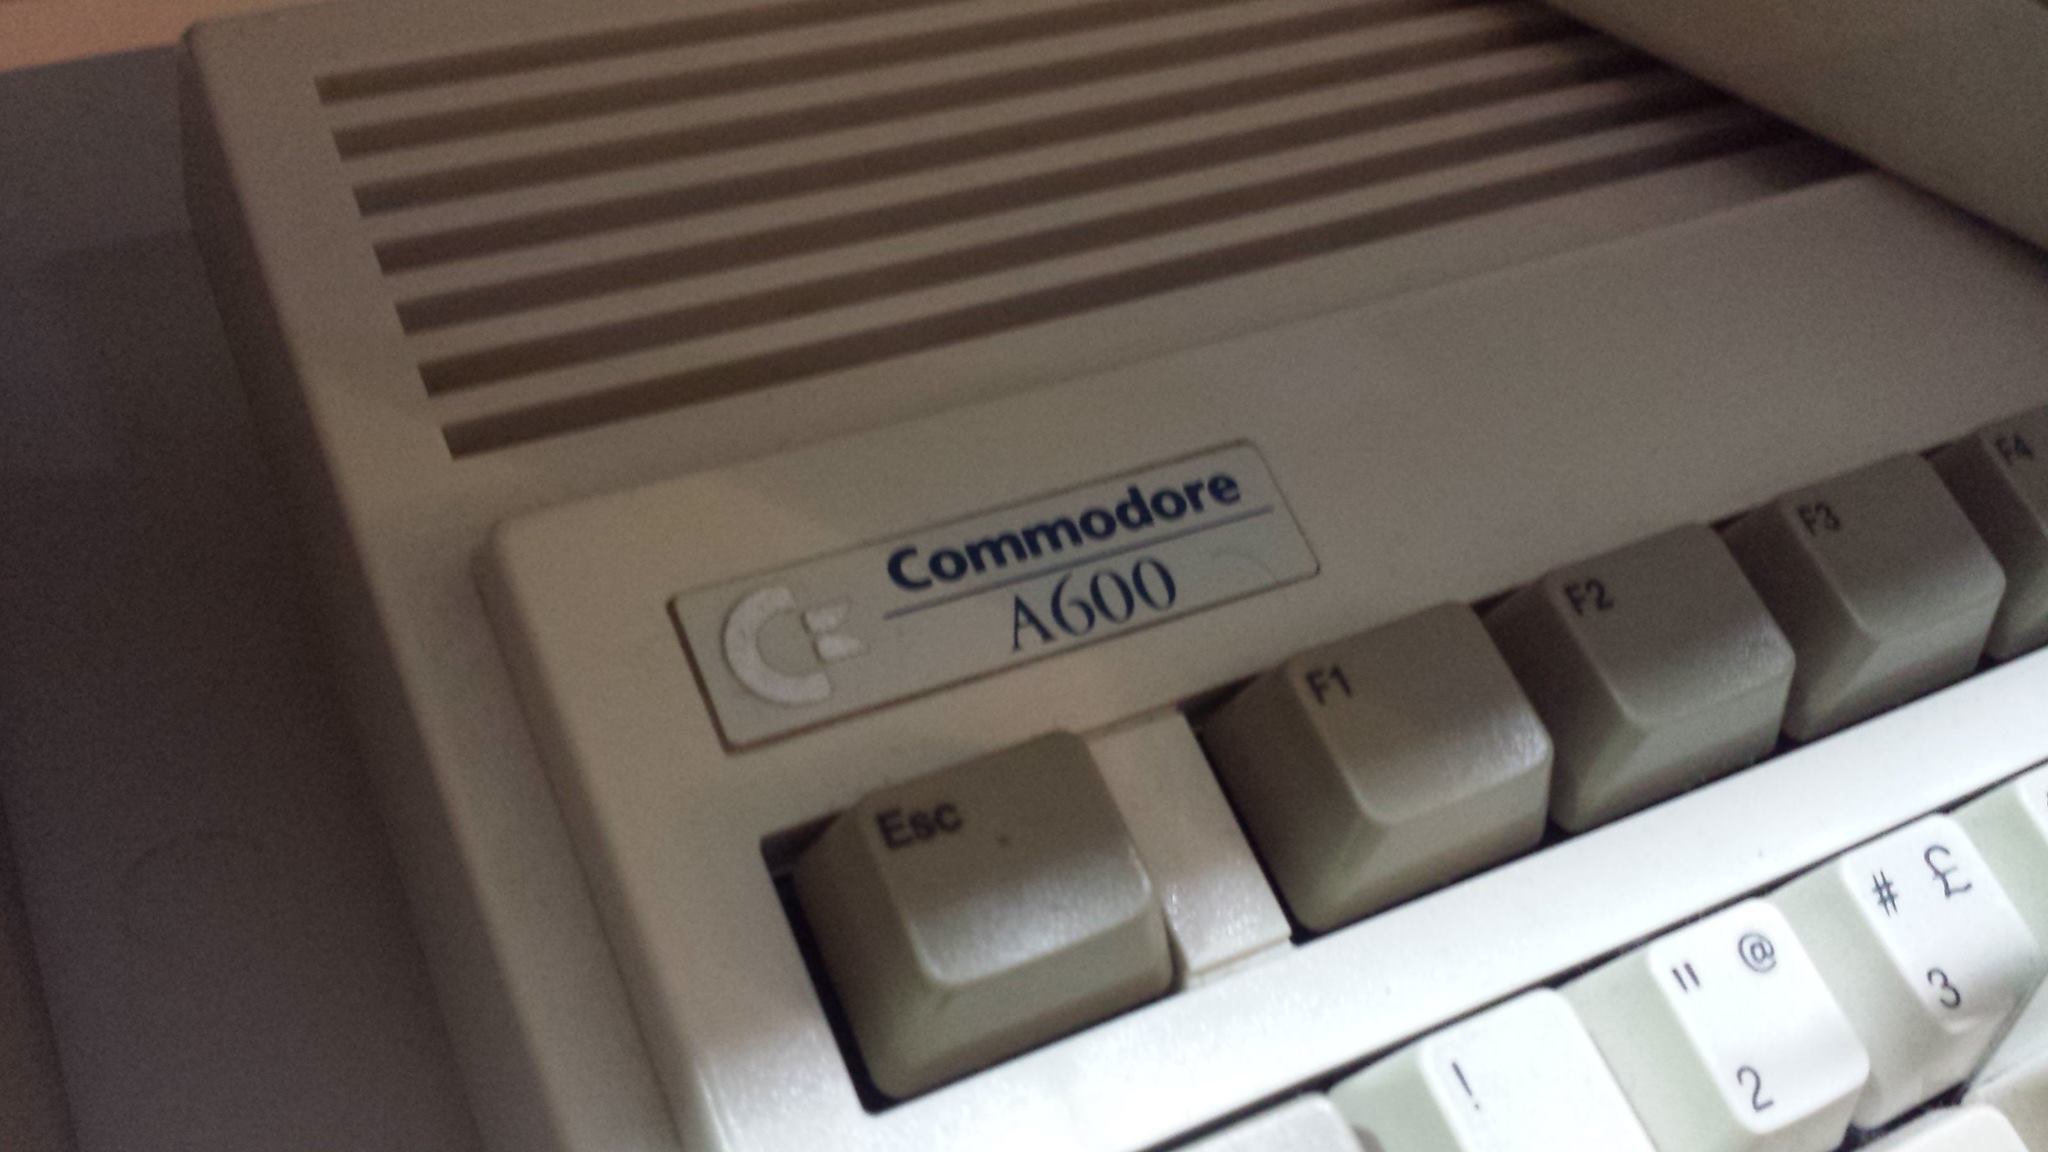 Commodore
A600
Esc
F1
F2
F3
F4
!
" @
2
# £
3